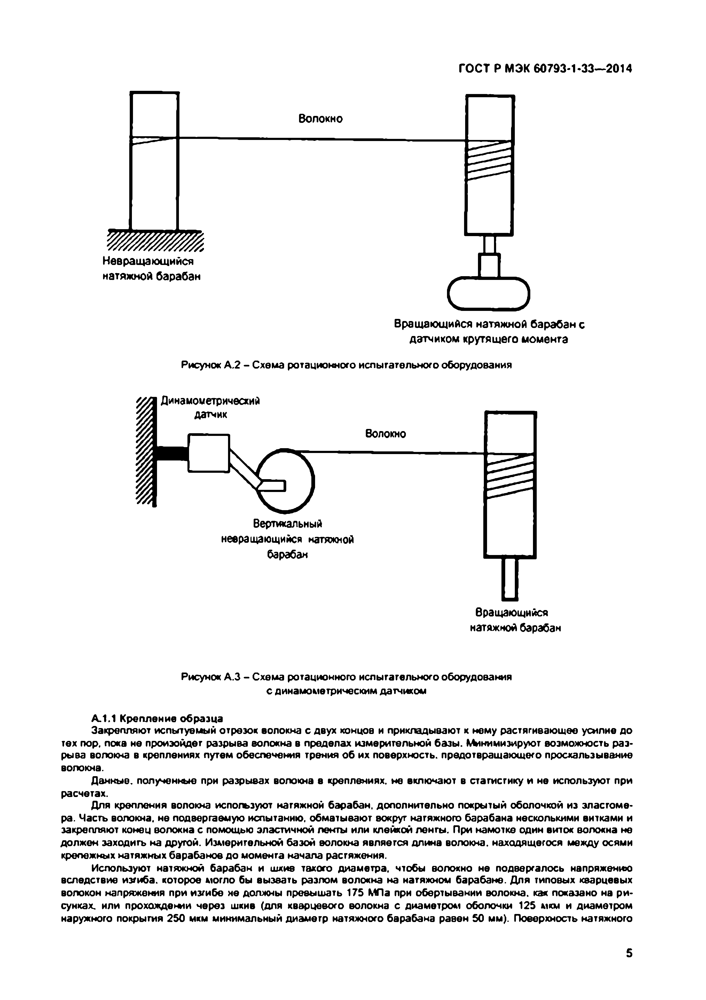 ГОСТ Р МЭК 60793-1-33—2014
Волокно
Невращающийся
натяжной барабан
Вращающийся натяжной барабан с
датчиком крутящего момента
Рисунок А.2 – Схема ротационного испытательного оборудования
Динамометрический
датчик
Волокно
Вертикальный
невращающийся натяжной
барабан
Вращающийся
натяжной барабан
Рисунок А.3 – Схема ротационного испытательного оборудования
с динамометрическим датчиком
А.1.1 Крепление образца
Закрепляют испытуемый отрезок волокна с двух концов и прикладывают к нему растягивающее усилие до
тех пор, пока не произойдет разрыва волокна в пределах измерительной базы. Минимизируют возможность раз-
рыва волокна в креплениях путем обеспечения трения об их поверхность, предотвращающего проскальзывание
волокна.
Данные, полученные при разрывах волокна в креплениях, не включают в статистику и не используют при
расчетах.
Для крепления волокна используют натяжной барабан, дополнительно покрытый оболочкой из эластоме-
ра. Часть волокна, не подвергаемую испытанию, обматывают вокруг натяжного барабана несколькими витками и
закрепляют конец волокна с помощью эластичной ленты или клейкой ленты. При намотке один виток волокна не
должен заходить на другой. Измерительной базой волокна является длина волокна, находящегося между осями
крепежных натяжных барабанов до момента начала растяжения.
Используют натяжной барабан и шкив такого диаметра, чтобы волокно не подвергалось напряжению
вследствие изгиба, которое могло бы вызвать разлом волокна на натяжном барабане. Для типовых кварцевых
волокон напряжения при изгибе не должны превышать 175 МПа при обертывании волокна, как показано на ри-
сунках, или прохождении через шкив (для кварцевого волокна с диаметром оболочки 125 мкм и диаметром
наружного покрытия 250 мкм минимальный диаметр натяжного барабана равен 50 мм). Поверхность натяжного
5